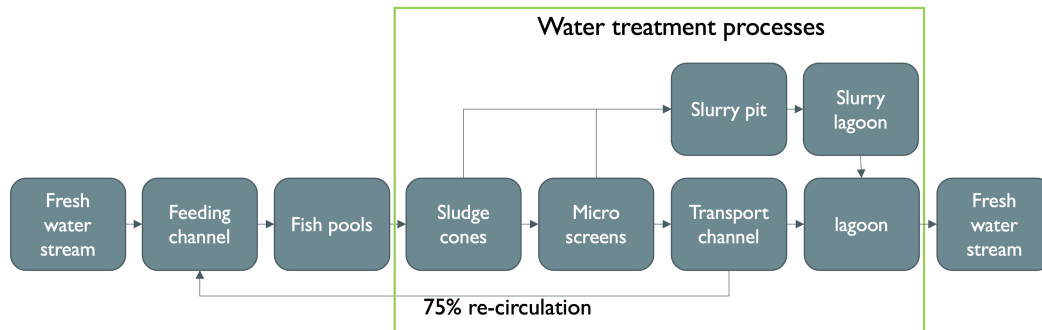 Water treatment processes
Slurry pit
Slurry
lagoon
Fresh
water
stream
Feeding
channel
Fish pools
Sludge
cones
Micro
screens
Transport
channel
lagoon
Fresh
water
stream
75% re-circulation